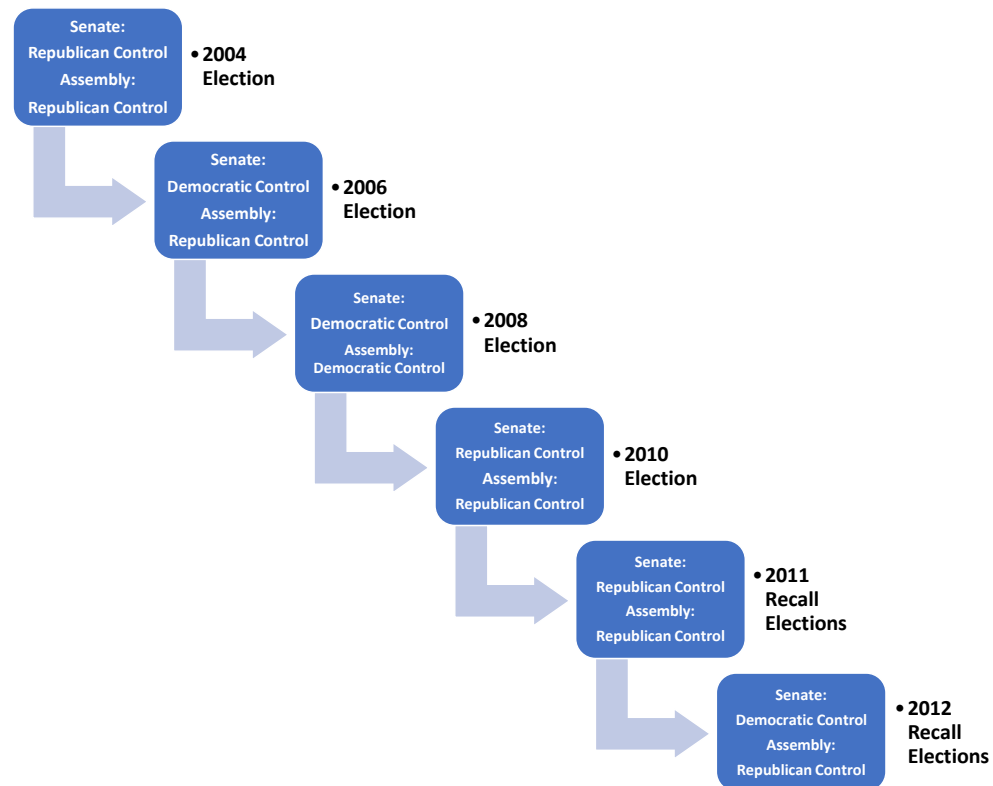 Senate:
Republican Control
Assembly:
Republican Control
• 2004
Election
Senate:
Democratic Control
Assembly:
Republican Control
• 2006
Election
Senate:
Democratic Control
Assembly:
Democratic Control
• 2008
Election
Senate:
Republican Control
Assembly:
Republican Control
• 2010
Election
Senate:
Republican Control
Assembly:
Republican Control
• 2011
Recall
Elections
Senate:
Democratic Control
Assembly:
Republican Control
• 2012
Recall
Elections